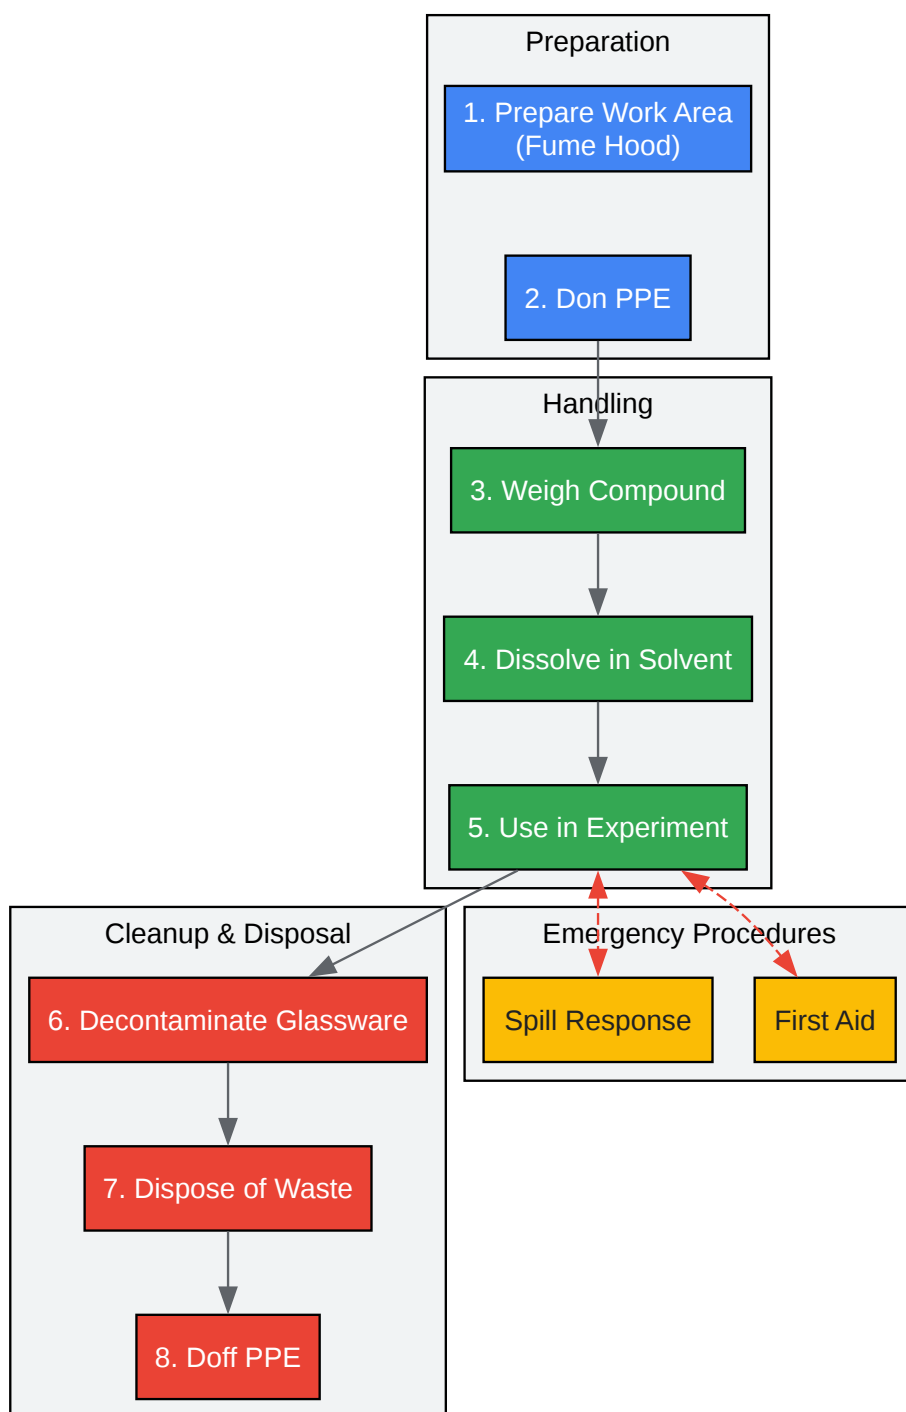 Preparation
1. Prepare Work Area
(Fume Hood)
2. Don PPE
Handling
3. Weigh Compound
4. Dissolve in Solvent
5. Use in Experiment
Cleanup & Disposal
6. Decontaminate Glassware
7. Dispose of Waste
8. Doff PPE
Emergency Procedures
Spill Response
First Aid